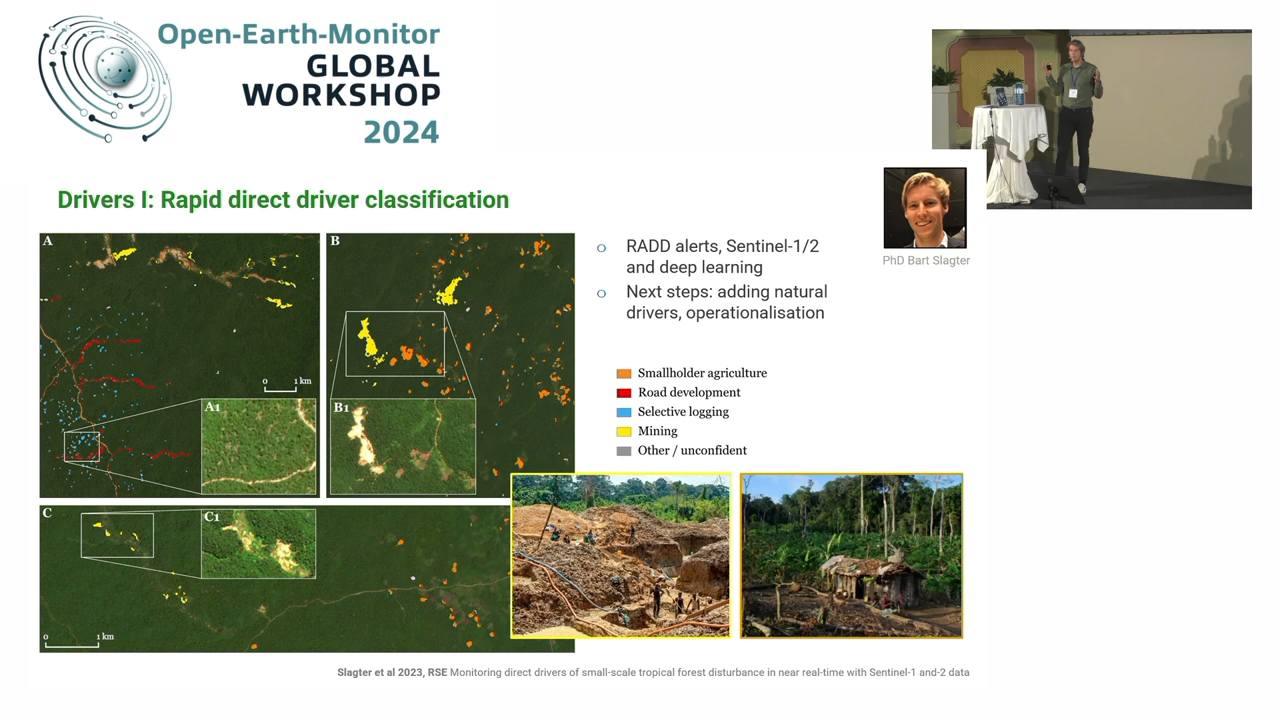 Open-Earth-Monitor
GLOBAL
WORKSHOP
2024
Drivers I: Rapid direct driver classification
A
B
RADD alerts, Sentinel-1/2
and deep learning
Next steps: adding natural
drivers, operationalisation
PhD Bart Slagter
0 1 km
A1
B1
Smallholder agriculture
Road development
Selective logging
Mining
Other / unconfident
C
C1
0 1 km
Slagter et al 2023, RSE Monitoring direct drivers of small-scale tropical forest disturbance in near real-time with Sentinel-1 and-2 data